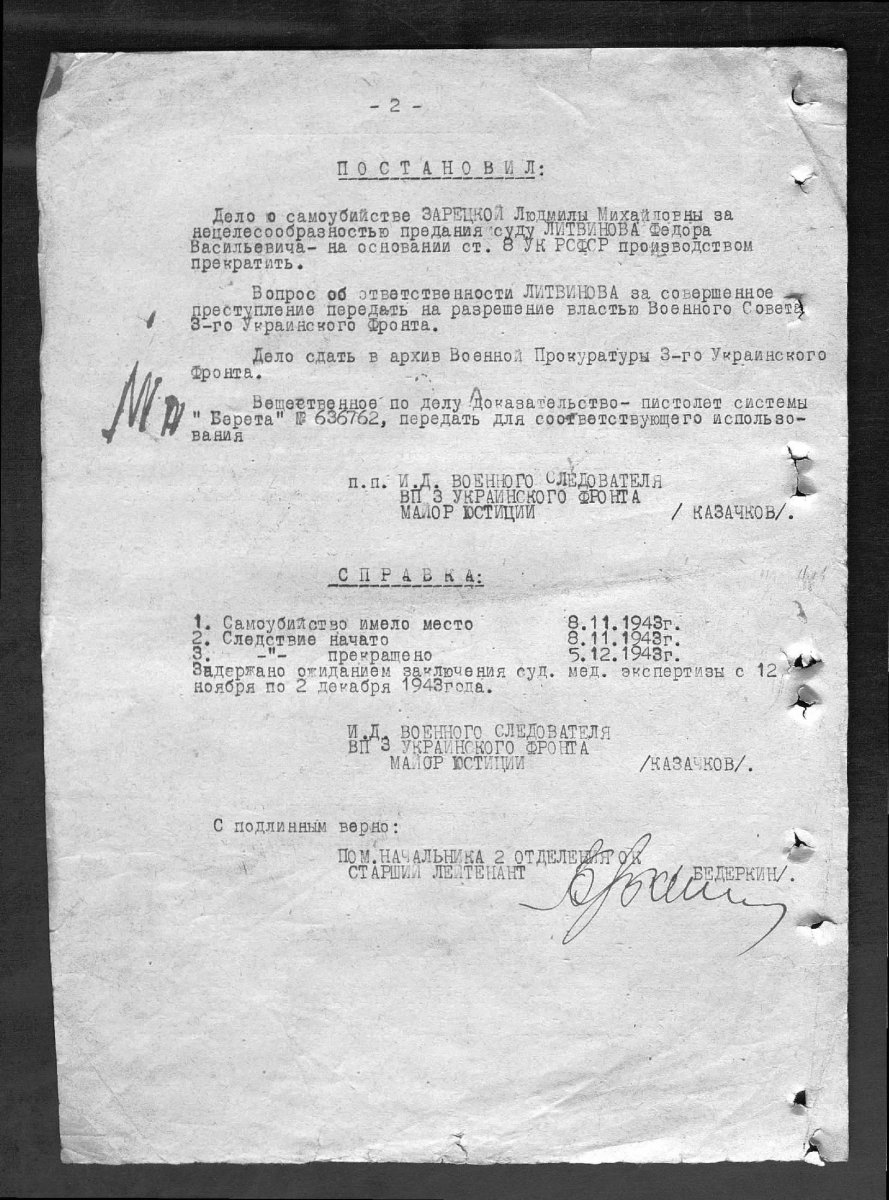 - 2 -
ПОСТАНОВИЛ:
Дело о самоубийстве ЗАРЕЦКОЙ Людмилы Михайловны за
нецелесообразностью предания суду ЛИТВИНОВА Федора
Васильевича- на основании ст. 8 УК РСФСР производством
прекратить.
Вопрос об ответственности ЛИТВИНОВА за совершенное
преступление передать на разрешение властью Военного Совета
3-го Украинского Фронта.
Дело сдать в архив Военной Прокуратуры 3-го Украинского
Фронта.
Вещественное по делу доказательство- пистолет системы
" Берета" № 636762, передать для соответствующего использо-
вания
п.п. И.Д. ВОЕННОГО СЛЕДОВАТЕЛЯ
ВП 3 УКРАИНСКОГО ФРОНТА
МАЙОР ЮСТИЦИИ / КАЗАЧКОВ/.
СПРАВКА:
1. Самоубийство имело место 8.11.1943г.
2. Следствие начато 8.11.1943г.
3. -"- прекращено 5.12.1943г.
Задержано ожиданием заключения суд. мед. экспертизы с 12
ноября по 2 декабря 1943года.
И.Д. ВОЕННОГО СЛЕДОВАТЕЛЯ
ВП 3 УКРАИНСКОГО ФРОНТА
МАЙОР ЮСТИЦИИ /КАЗАЧКОВ/.
С подлинным верно:
ПОМ.НАЧАЛЬНИКА 2 ОТДЕЛЕНИЯ ОК
СТАРШИЙ ЛЕЙТЕНАНТ БЕДЕРКИН/.